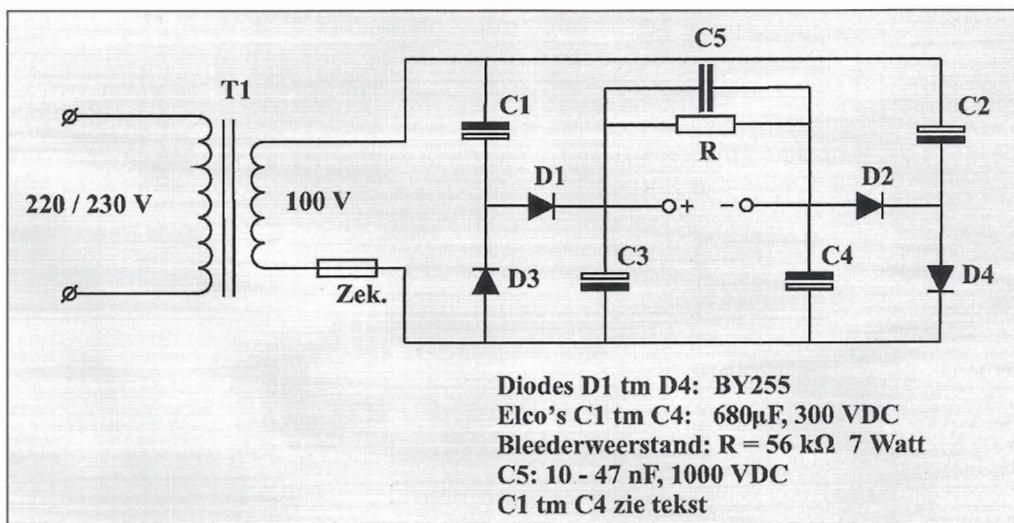 C5
T1
C1
C2
R
D1
D2
220 / 230 V
100 V
+
−
C3
C4
D3
D4
Zek.
Diodes D1 tm D4: BY255
Elco's C1 tm C4: 680µF, 300 VDC
Bleederweerstand: R = 56 kΩ 7 Watt
C5: 10 - 47 nF, 1000 VDC
C1 tm C4 zie tekst